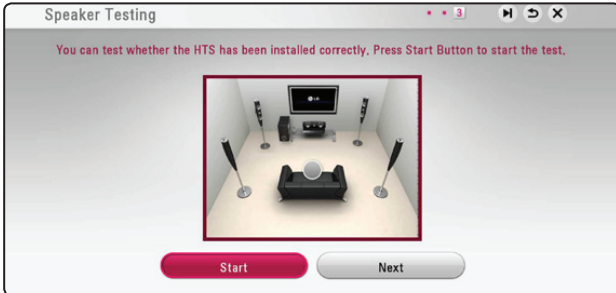 Speaker Testing
3
You can test whether the HTS has been installed correctly. Press Start Button to start the test.
LG
Start
Next